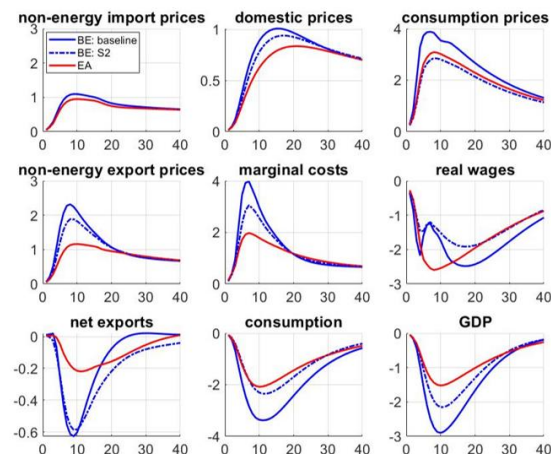 non-energy import prices
3
2
1
0
0 10 20 30 40
BE: baseline
BE: S2
EA
domestic prices
1
0.5
0
0 10 20 30 40
consumption prices
4
2
0
0 10 20 30 40
non-energy export prices
3
2
1
0
0 10 20 30 40
marginal costs
4
3
2
1
0
0 10 20 30 40
real wages
0
-1
-2
-3
0 10 20 30 40
net exports
0
-0.2
-0.4
-0.6
0 10 20 30 40
consumption
0
-2
-4
0 10 20 30 40
GDP
0
-1
-2
-3
0 10 20 30 40